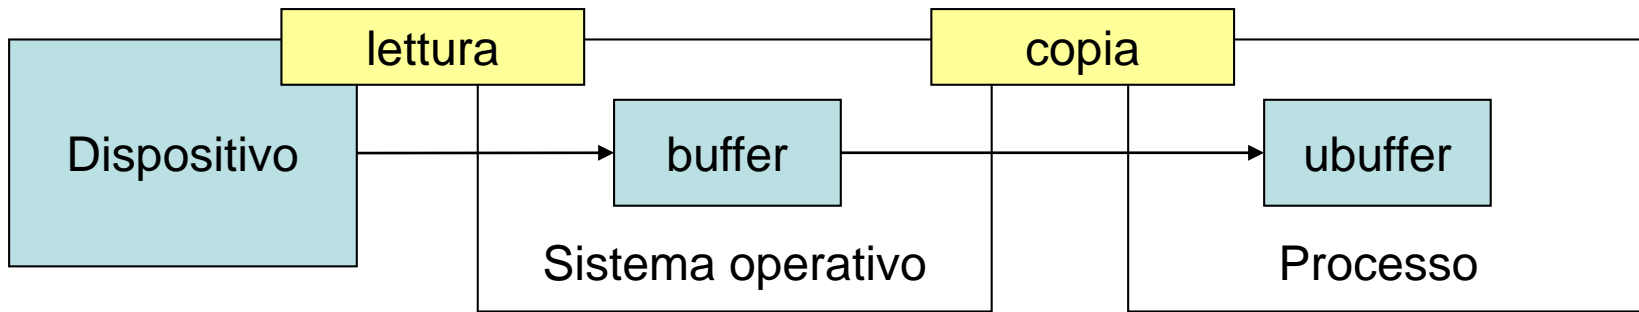 lettura
copia
Dispositivo
buffer
ubuffer
Sistema operativo
Processo